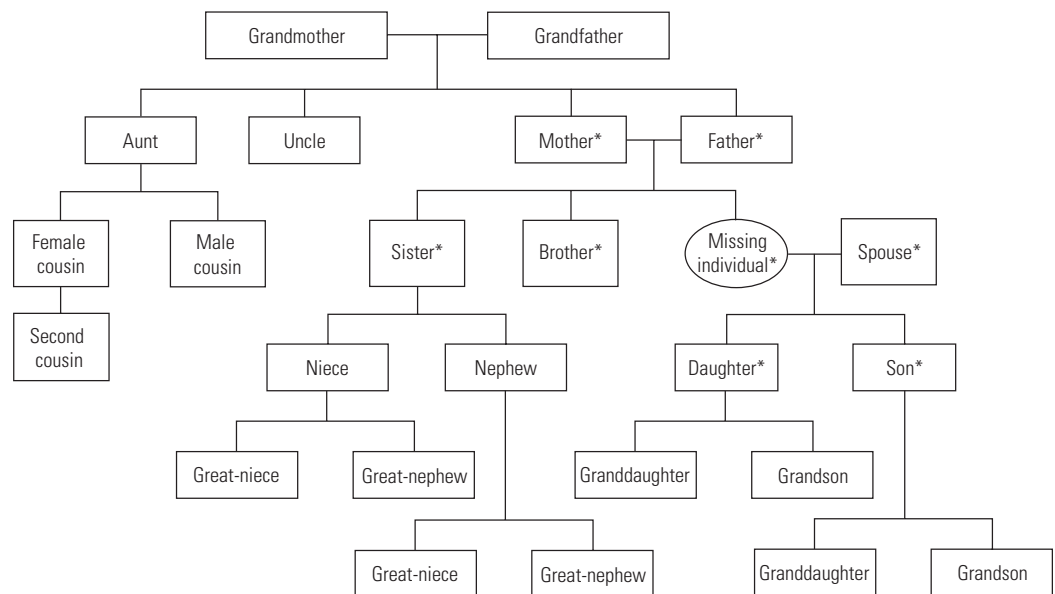 Grandmother
Grandfather
Aunt
Uncle
Mother*
Father*
Female
cousin
Male
cousin
Sister*
Brother*
Missing
individual*
Spouse*
Second
cousin
Niece
Nephew
Daughter*
Son*
Great-niece
Great-nephew
Granddaughter
Grandson
Great-niece
Great-nephew
Granddaughter
Grandson